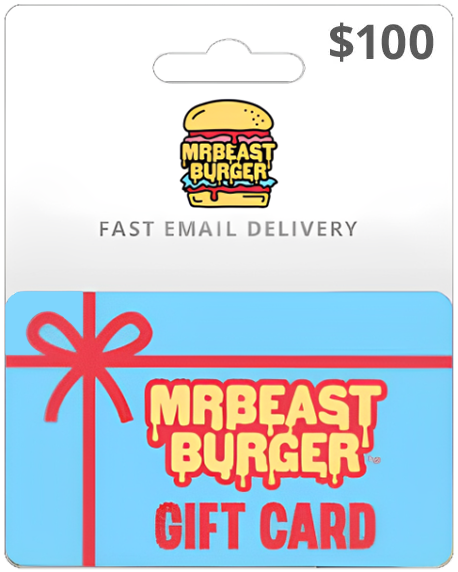 $100
MRBEAST
BURGER
FAST EMAIL DELIVERY
MRBEAST
BURGER
GIFT CARD